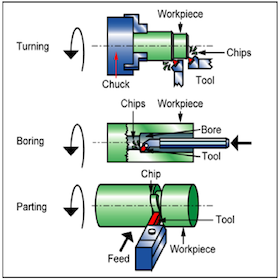 Turning
Workpiece
Chips
Tool
Chuck
Boring
Chips
Workpiece
Bore
Tool
Parting
Chip
Tool
Feed
Workpiece